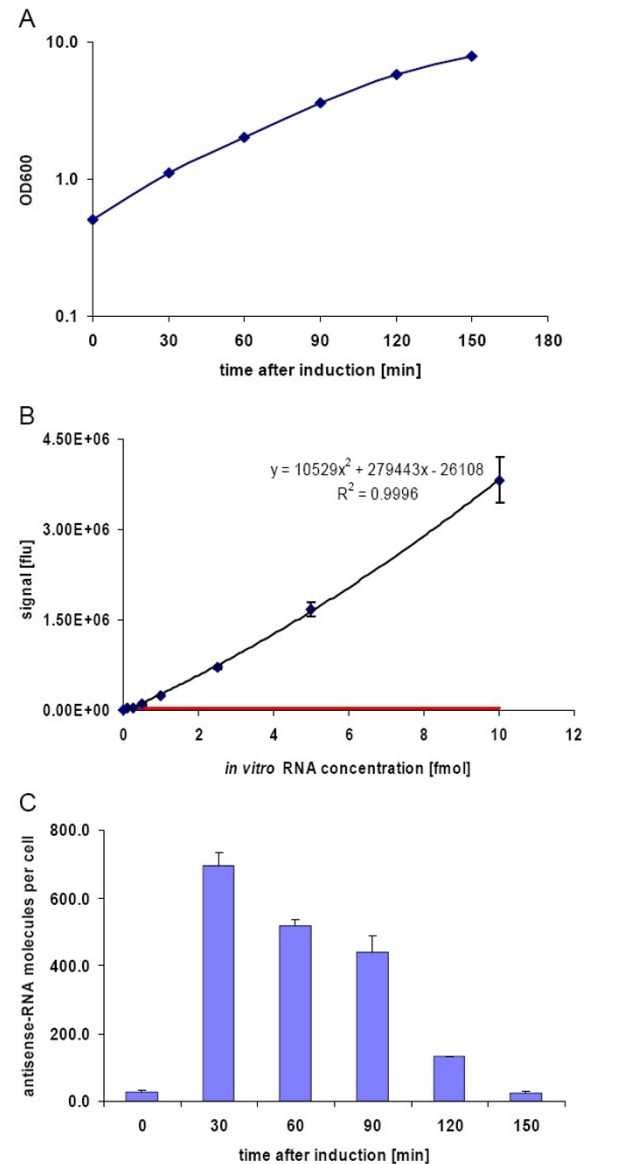 A
10.0
1.0
0.1
OD600
0 30 60 90 120 150 180
time after induction [min]
B
4.50E+06
3.00E+06
1.50E+06
0.00E+00
signal [flu]
y = 10529x² + 279443x - 26108
R² = 0.9996
0 2 4 6 8 10 12
in vitro RNA concentration [fmol]
C
800.0
600.0
400.0
200.0
0.0
antisense-RNA molecules per cell
0 30 60 90 120 150
time after induction [min]